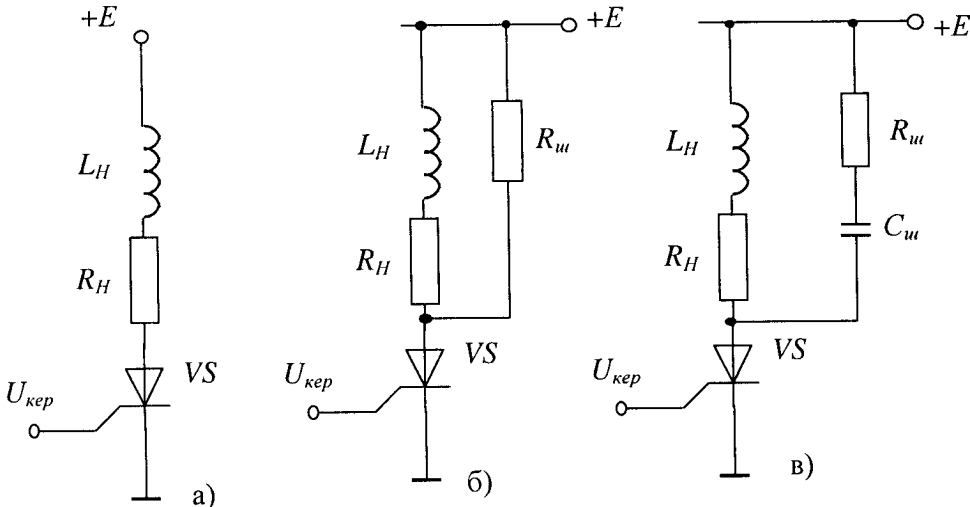 +E
L_H
R_H
VS
U_кер
а)
+E
L_H
R_ш
R_H
VS
U_кер
б)
+E
L_H
R_ш
R_H
C_ш
VS
U_кер
в)